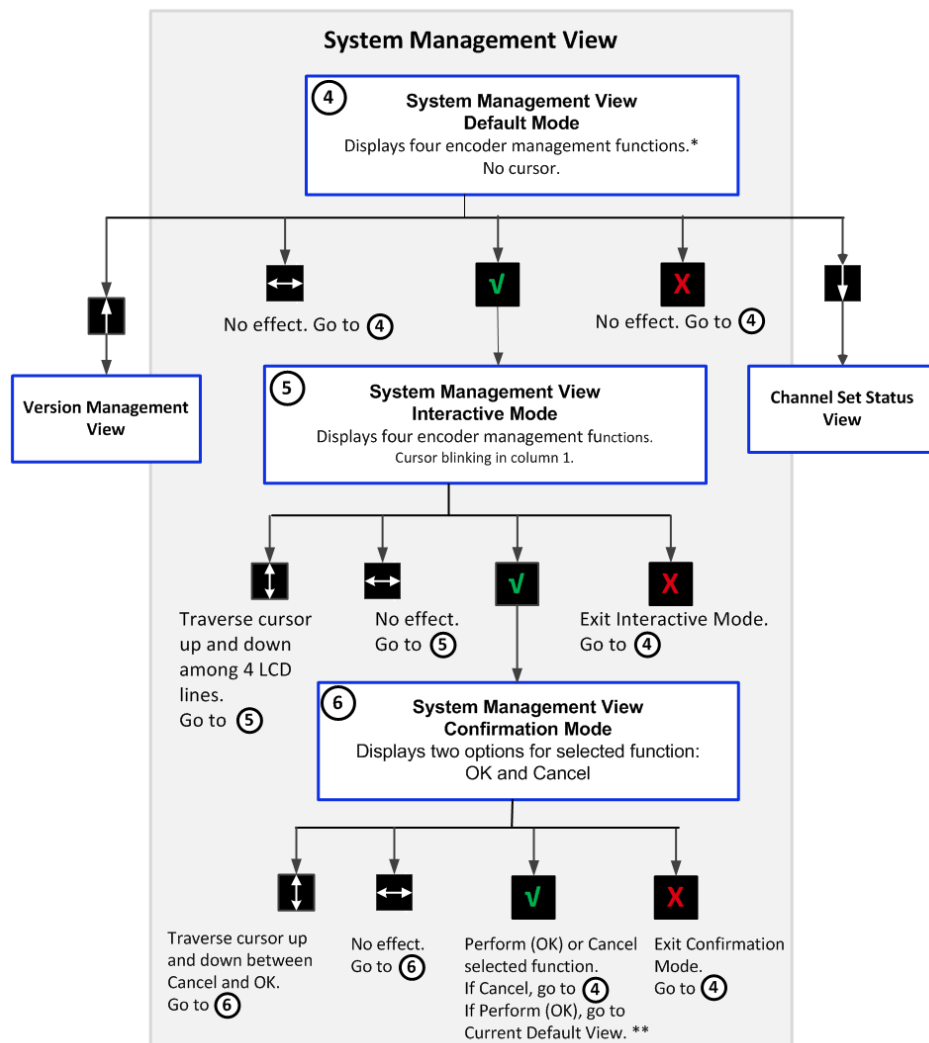 System Management View
4
System Management View
Default Mode
Displays four encoder management functions.*
No cursor.
√
X
No effect. Go to 4
No effect. Go to 4
Version Management
View
5
System Management View
Interactive Mode
Displays four encoder management functions.
Cursor blinking in column 1.
Channel Set Status
View
√
X
Traverse cursor
up and down
among 4 LCD
lines.
Go to 5
No effect.
Go to 5
Exit Interactive Mode.
Go to 4
6
System Management View
Confirmation Mode
Displays two options for selected function:
OK and Cancel
√
X
Traverse cursor up
and down between
Cancel and OK.
Go to 6
No effect.
Go to 6
Perform (OK) or Cancel
selected function.
If Cancel, go to 4
If Perform (OK), go to
Current Default View. **
Exit Confirmation
Mode.
Go to 4